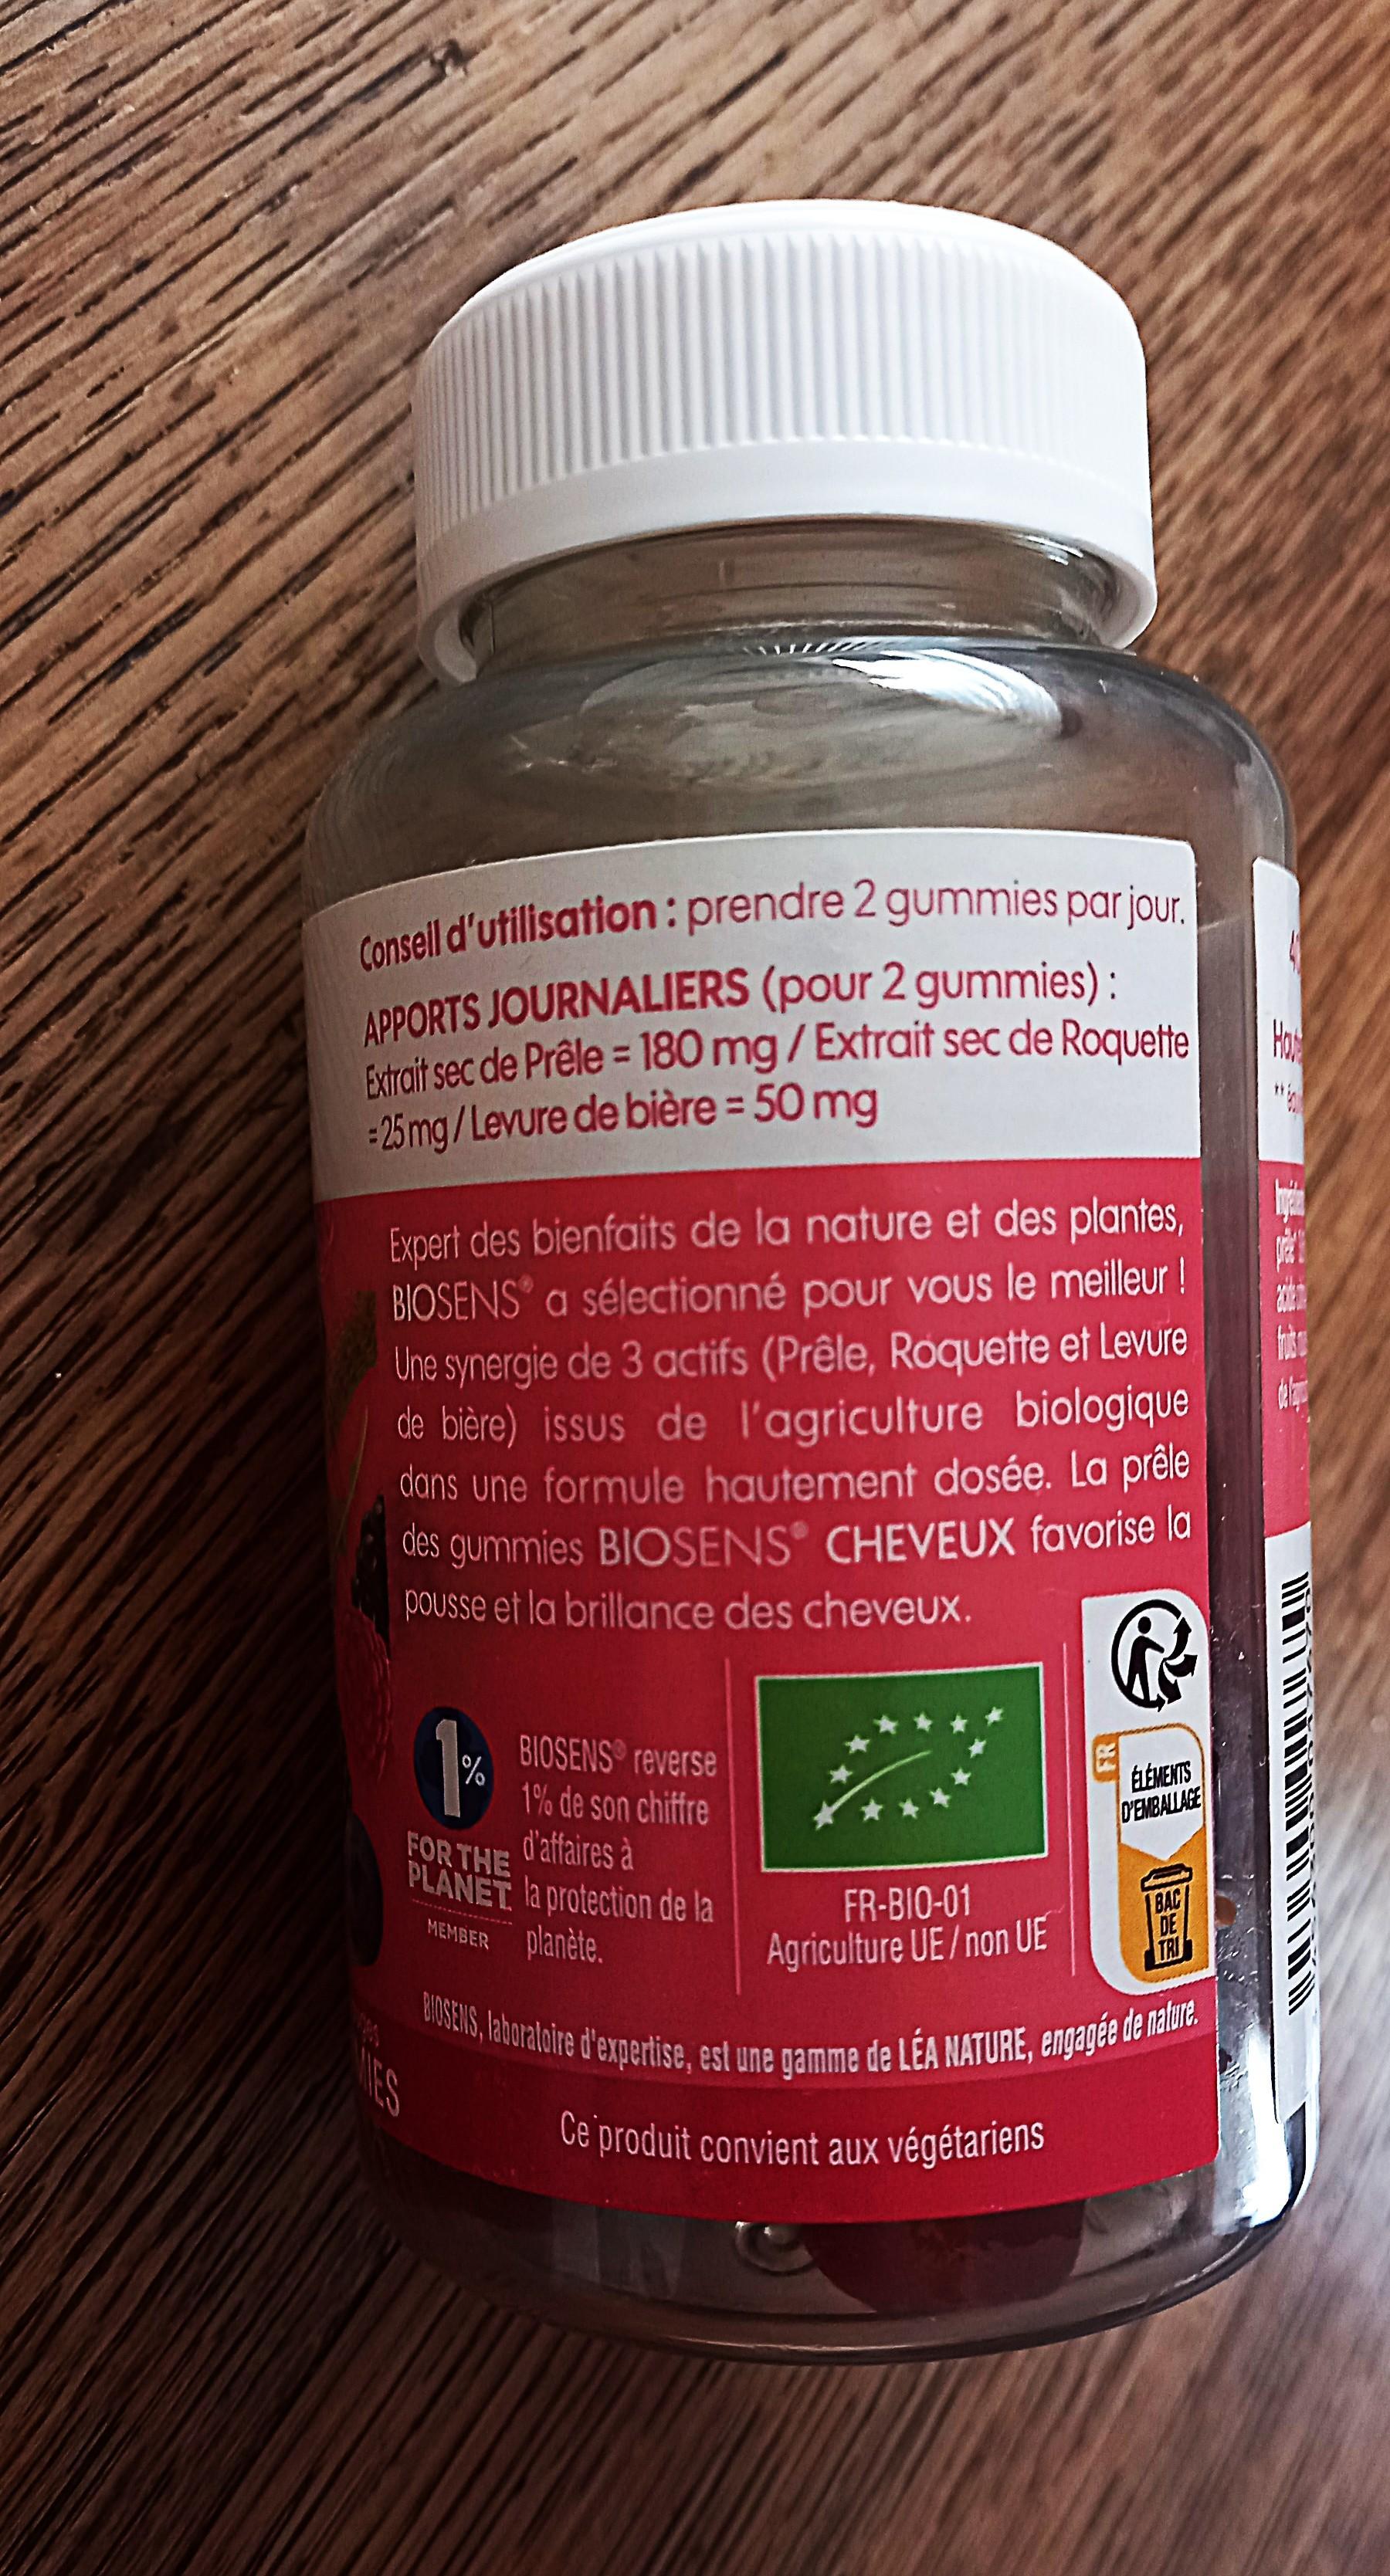 Conseil d'utilisation : prendre 2 gummies par jour.
APPORTS JOURNALIERS (pour 2 gummies) :
Extrait sec de Prêle = 180 mg / Extrait sec de Roquette
= 25 mg / Levure de bière = 50 mg
Expert des bienfaits de la nature et des plantes,
BIOSENS® a sélectionné pour vous le meilleur !
Une synergie de 3 actifs (Prêle, Roquette et Levure
de bière) issus de l'agriculture biologique
dans une formule hautement dosée. La prêle
des gummies BIOSENS® CHEVEUX favorise la
pousse et la brillance des cheveux.
1%
FOR THE
PLANET
MEMBER
BIOSENS® reverse
1% de son chiffre
d'affaires à
la protection de la
planète.
FR-BIO-01
Agriculture UE / non UE
FR
ÉLÉMENTS
D'EMBALLAGE
BAC
DE
TRI
BIOSENS, laboratoire d'expertise, est une gamme de LÉA NATURE, engagée de nature.
Ce produit convient aux végétariens